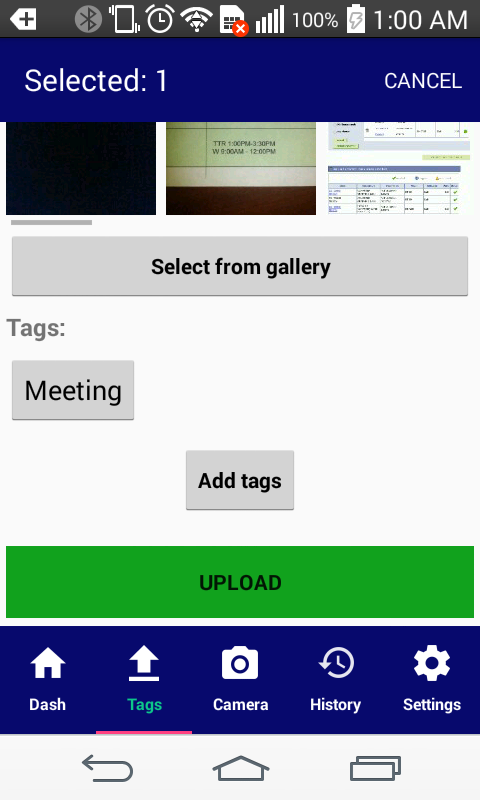 100% 1:00 AM
Selected: 1
CANCEL
TTR 1:00PM-3:30PM
W 9:00AM - 12:00PM
Select from gallery
Tags:
Meeting
Add tags
UPLOAD
Dash
Tags
Camera
History
Settings